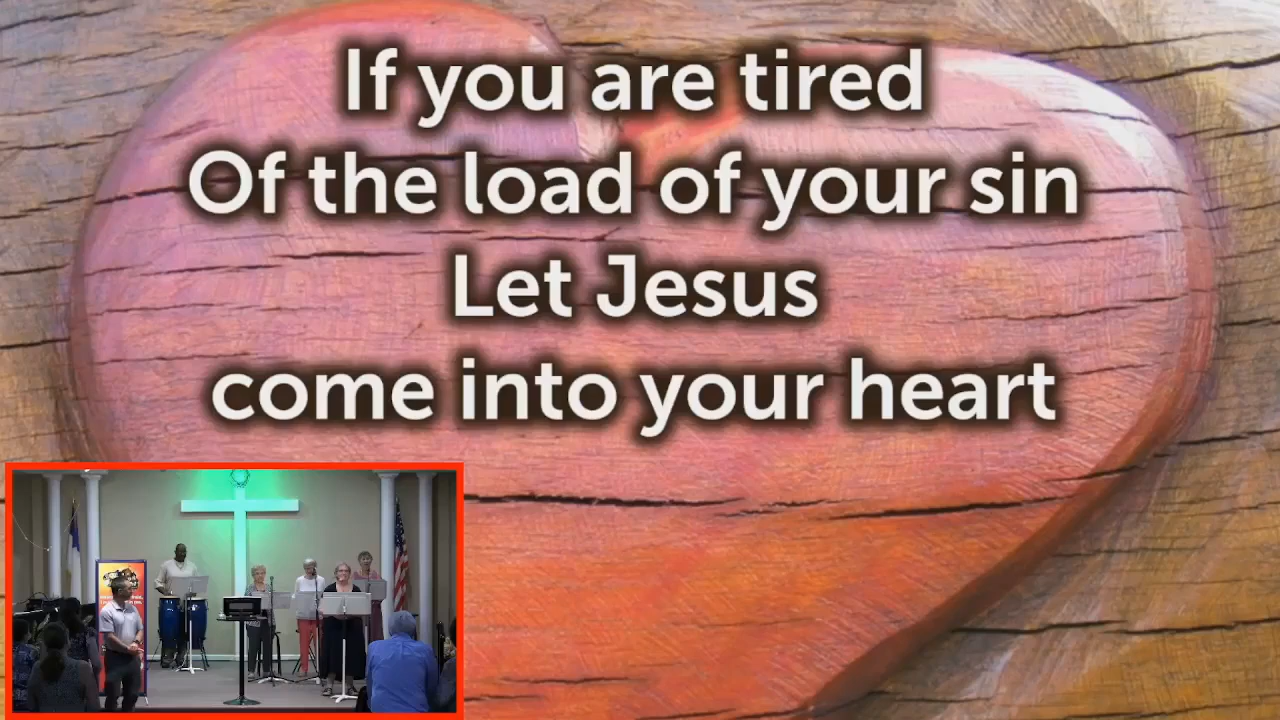 If you are tired
Of the load of your sin
Let Jesus
come into your heart